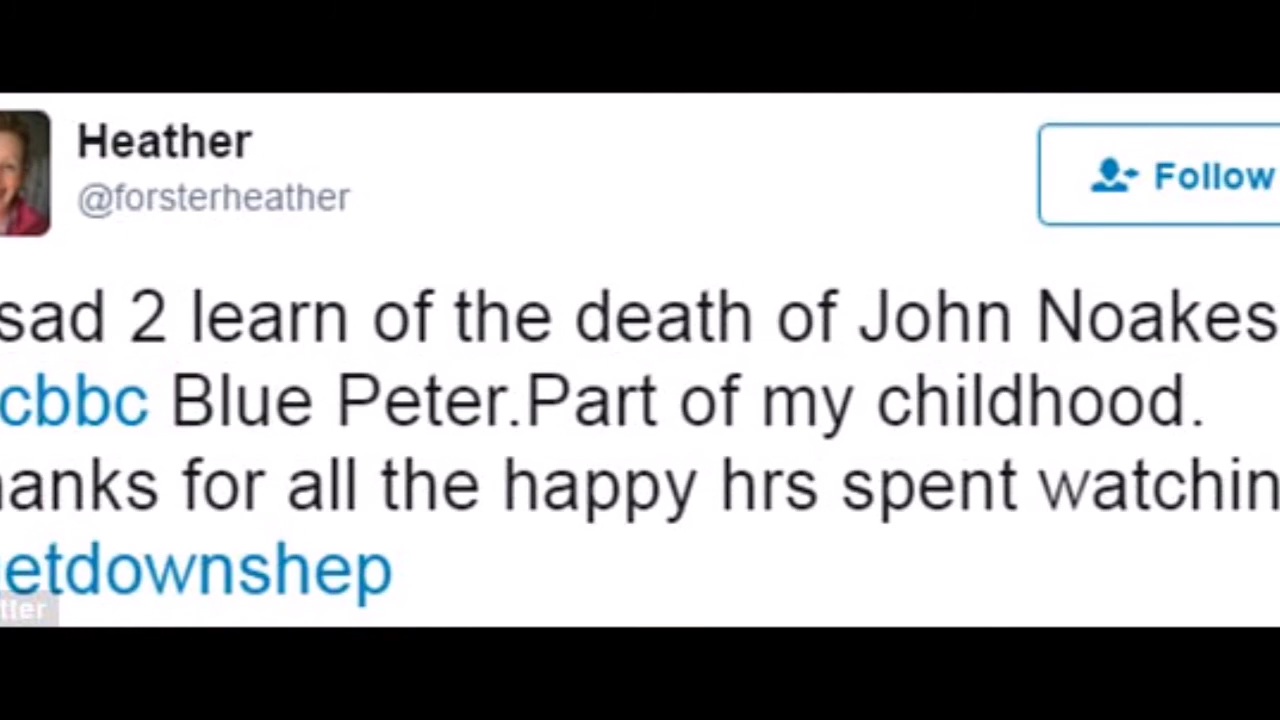 Heather
@forsterheather
Follow
sad 2 learn of the death of John Noakes
cbbc Blue Peter.Part of my childhood.
hanks for all the happy hrs spent watchin
etdownshep